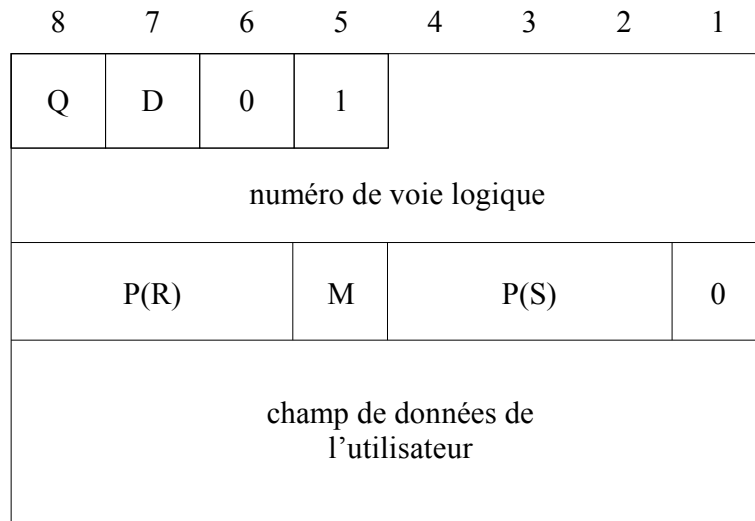 8 7 6 5 4 3 2 1
Q D 0 1
numéro de voie logique
P(R) M P(S) 0
champ de données de
l’utilisateur